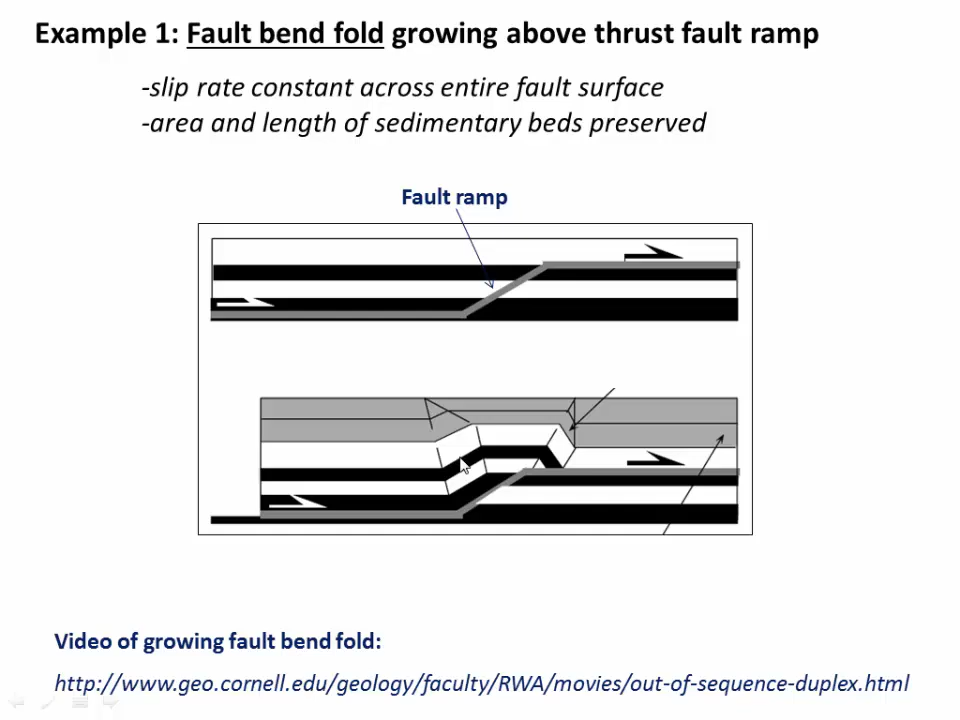 Example 1: Fault bend fold growing above thrust fault ramp
-slip rate constant across entire fault surface
-area and length of sedimentary beds preserved
Fault ramp
Video of growing fault bend fold:
http://www.geo.cornell.edu/geology/faculty/RWA/movies/out-of-sequence-duplex.html